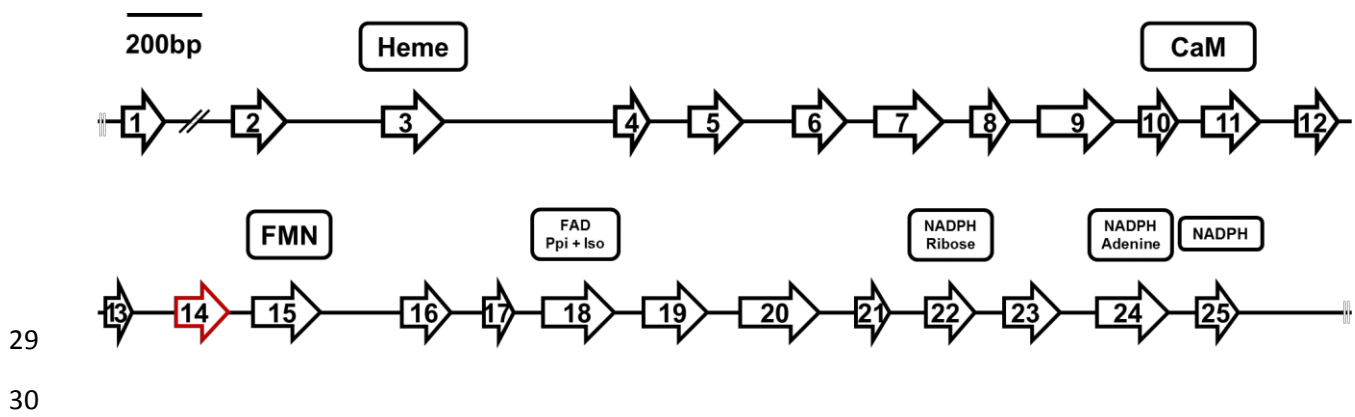 200bp
Heme
CaM
1 2 3 4 5 6 7 8 9 10 11 12
FMN
FAD
Ppi + Iso
NADPH
Ribose
NADPH
Adenine
NADPH
13 14 15 16 17 18 19 20 21 22 23 24 25
29
30